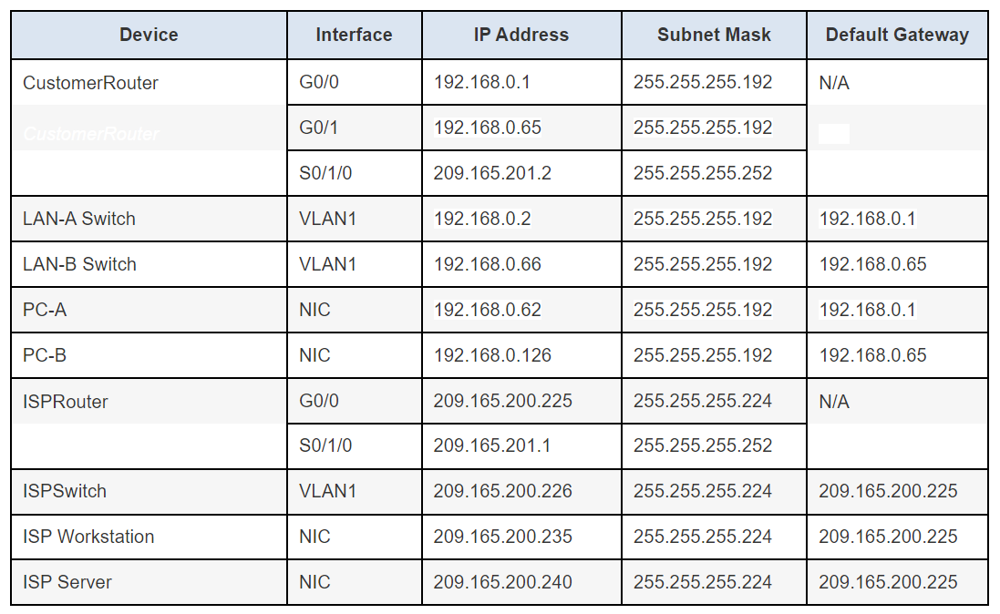 Device Interface IP Address Subnet Mask Default Gateway
CustomerRouter G0/0 192.168.0.1 255.255.255.192 N/A
CustomerRouter G0/1 192.168.0.65 255.255.255.192
S0/1/0 209.165.201.2 255.255.255.252
LAN-A Switch VLAN1 192.168.0.2 255.255.255.192 192.168.0.1
LAN-B Switch VLAN1 192.168.0.66 255.255.255.192 192.168.0.65
PC-A NIC 192.168.0.62 255.255.255.192 192.168.0.1
PC-B NIC 192.168.0.126 255.255.255.192 192.168.0.65
ISPRouter G0/0 209.165.200.225 255.255.255.224 N/A
S0/1/0 209.165.201.1 255.255.255.252
ISPSwitch VLAN1 209.165.200.226 255.255.255.224 209.165.200.225
ISP Workstation NIC 209.165.200.235 255.255.255.224 209.165.200.225
ISP Server NIC 209.165.200.240 255.255.255.224 209.165.200.225